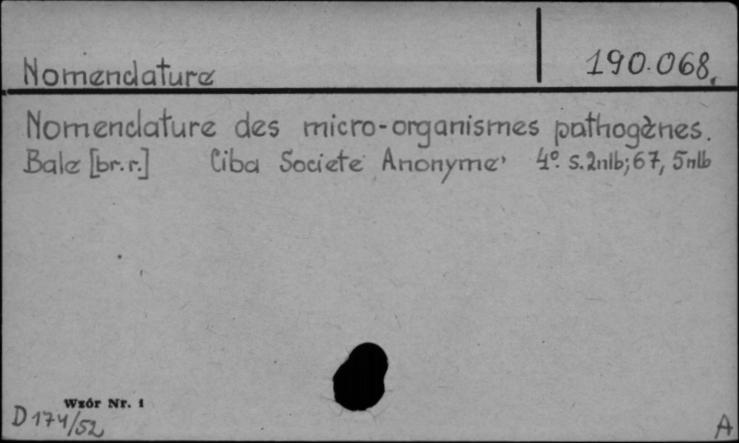 Nomenclature 190.068.
Nomenclature des micro-organismes pathogènes.
Bale [br.r.] Ciba Societe Anonyme' 4°. s.2nlb; 67, 5nlb
Wzór Nr. 1
D 174/52 A